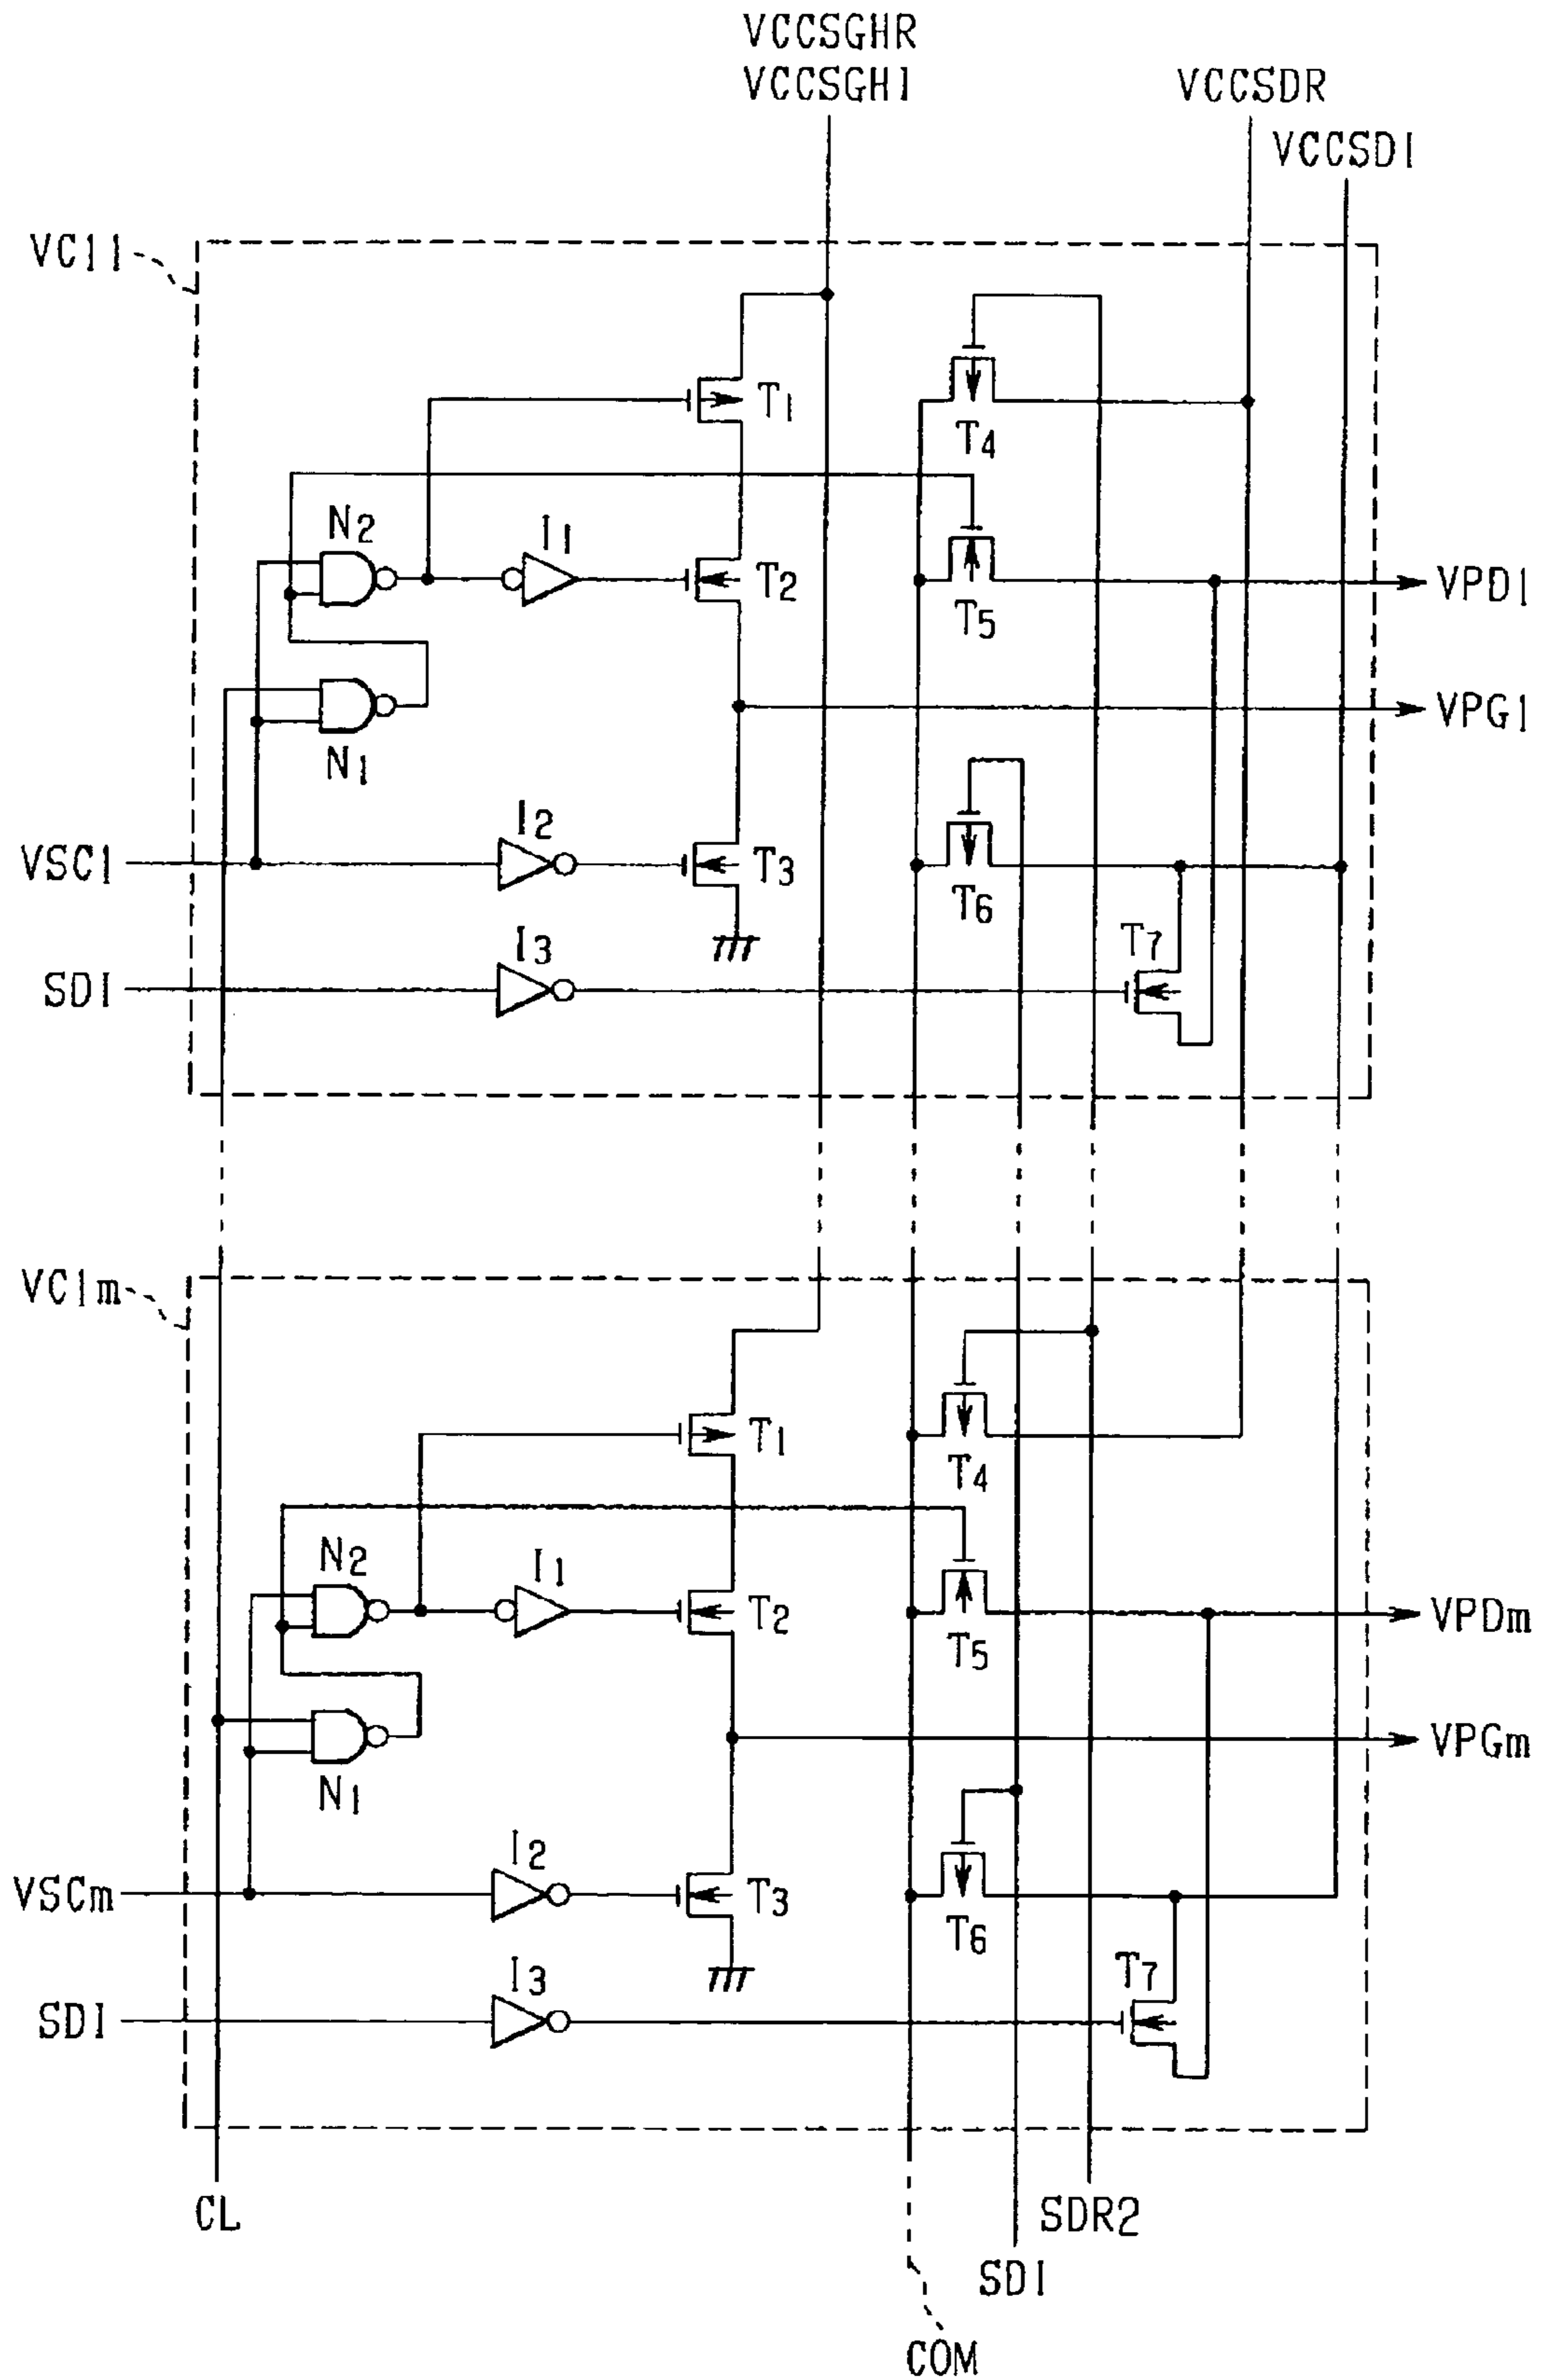 VCCSGHR
VCCSGHI
VCCSDR
VCCSDI
VC11
T1
T4
N2
I1
T2
T5
VPD1
VPG1
N1
I2
VSC1
T3
T6
T7
I3
SDI
VC1m
T1
T4
N2
I1
T2
T5
VPDm
VPGm
N1
I2
VSCm
T3
T6
T7
I3
SDI
CL
SDR2
SDI
COM